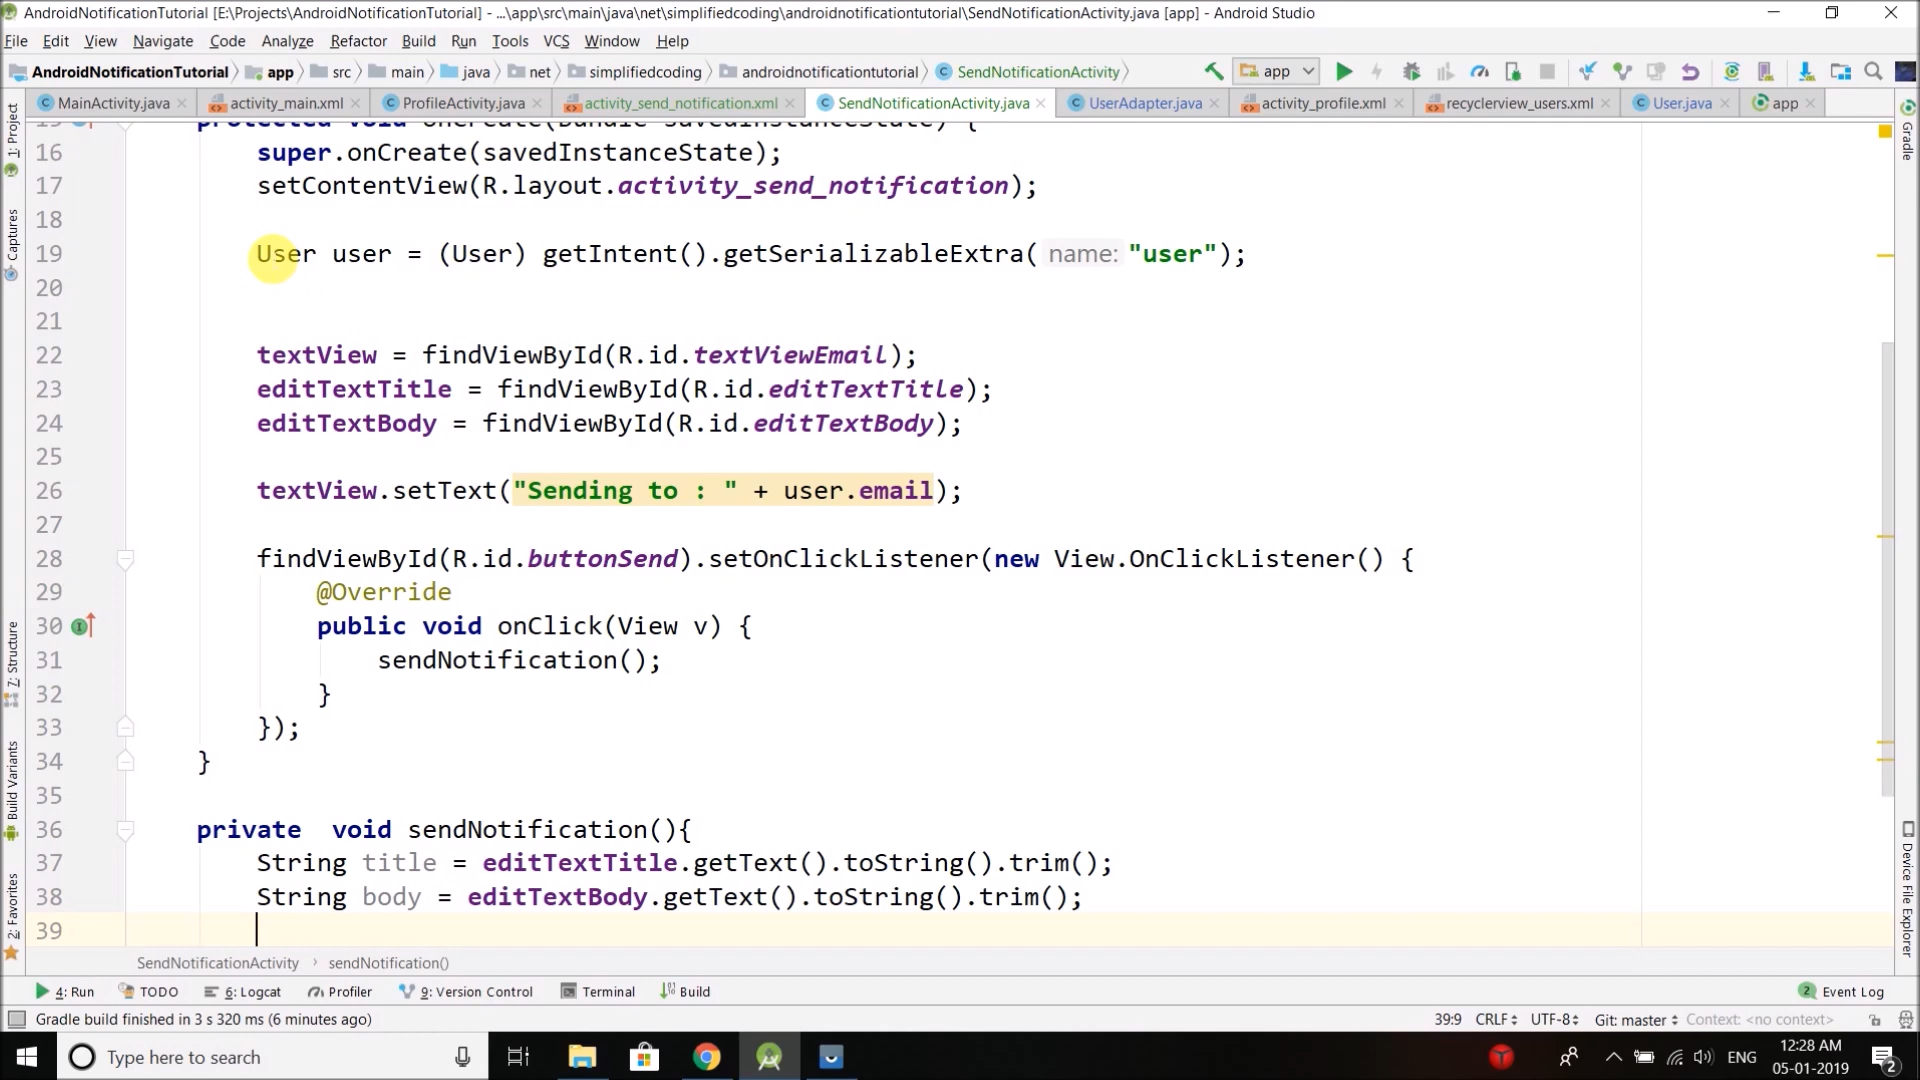 AndroidNotificationTutorial [E:\Projects\AndroidNotificationTutorial] - ...\app\src\main\java\net\simplifiedcoding\androidnotificationtutorial\SendNotificationActivity.java [app] - Android Studio
File Edit View Navigate Code Analyze Refactor Build Run Tools VCS Window Help
AndroidNotificationTutorial app src main java net simplifiedcoding androidnotificationtutorial SendNotificationActivity app
MainActivity.java activity_main.xml ProfileActivity.java activity_send_notification.xml SendNotificationActivity.java UserAdapter.java activity_profile.xml recyclerview_users.xml User.java app
1: Project
Captures
7: Structure
Build Variants
2: Favorites
Gradle
Device File Explorer
protected void onCreate(Bundle savedInstanceState) {
16 super.onCreate(savedInstanceState);
17 setContentView(R.layout.activity_send_notification);
18
19 User user = (User) getIntent().getSerializableExtra( name: "user");
20
21
22 textView = findViewById(R.id.textViewEmail);
23 editTextTitle = findViewById(R.id.editTextTitle);
24 editTextBody = findViewById(R.id.editTextBody);
25
26 textView.setText("Sending to : " + user.email);
27
28 findViewById(R.id.buttonSend).setOnClickListener(new View.OnClickListener() {
29 @Override
30 public void onClick(View v) {
31 sendNotification();
32 }
33 });
34 }
35
36 private  void sendNotification(){
37 String title = editTextTitle.getText().toString().trim();
38 String body = editTextBody.getText().toString().trim();
39
SendNotificationActivity › sendNotification()
4: Run TODO 6: Logcat Profiler 9: Version Control Terminal Build 2 Event Log
Gradle build finished in 3 s 320 ms (6 minutes ago) 39:9 CRLF UTF-8 Git: master Context: <no context>
Type here to search ENG 12:28 AM
05-01-2019 2